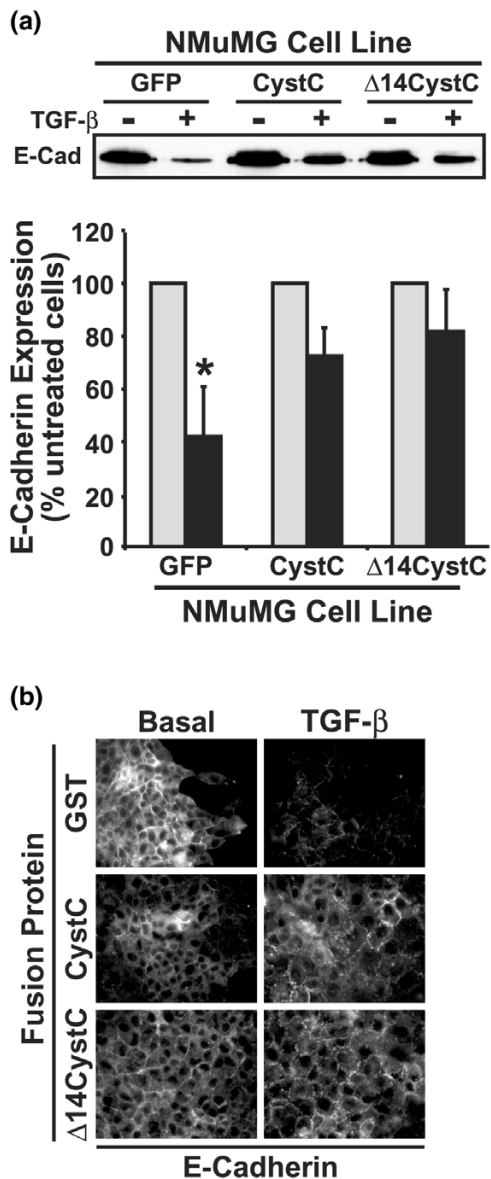 (a)
NMuMG Cell Line
GFP CystC Δ14CystC
TGF-β - + - + - +
E-Cad
E-Cadherin Expression
(% untreated cells)
120
100
80
60
40
20
0
*
GFP CystC Δ14CystC
NMuMG Cell Line
(b)
Basal TGF-β
Fusion Protein
GST
CystC
Δ14CystC
E-Cadherin